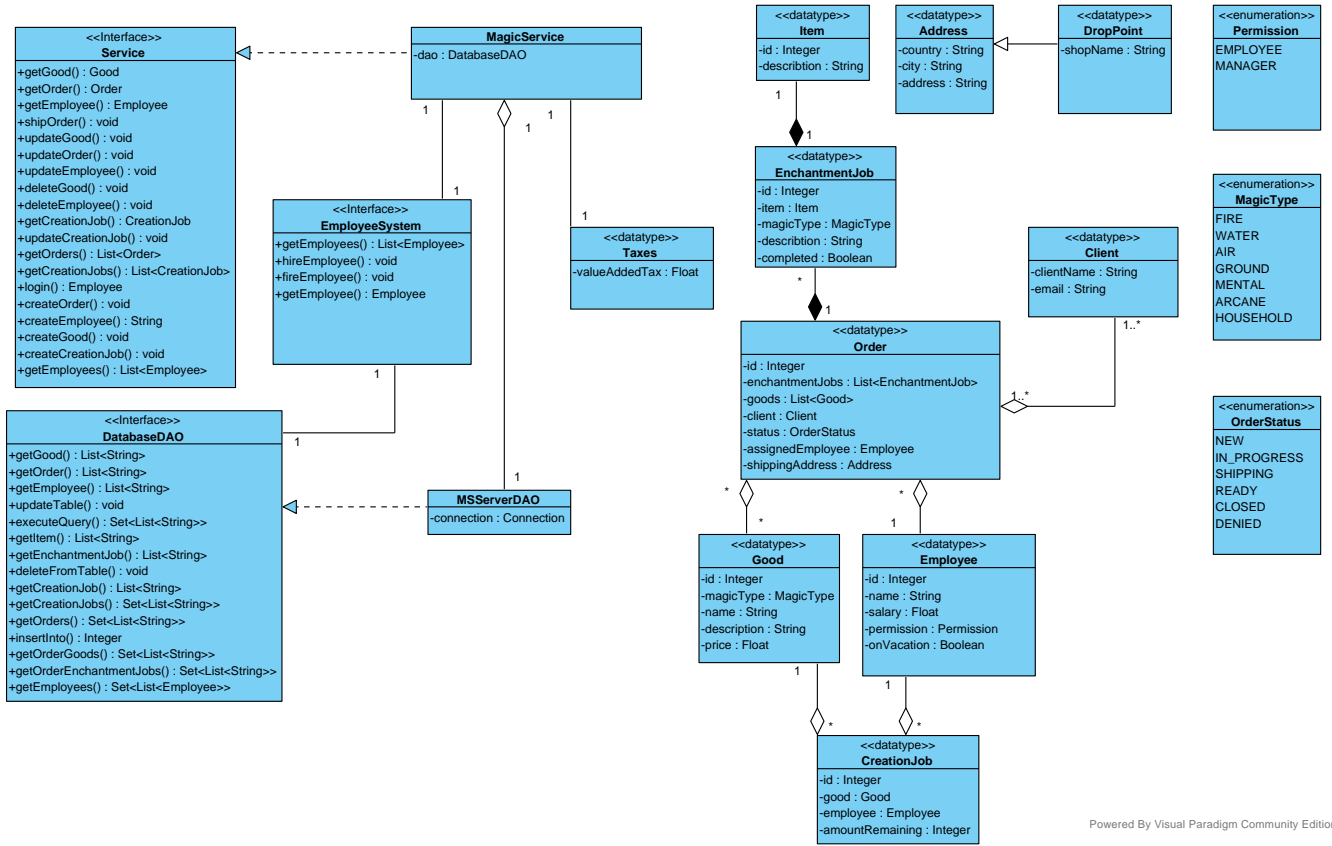 <<Interface>>
Service
+getGood() : Good
+getOrder() : Order
+getEmployee() : Employee
+shipOrder() : void
+updateGood() : void
+updateOrder() : void
+updateEmployee() : void
+deleteGood() : void
+deleteEmployee() : void
+getCreationJob() : CreationJob
+updateCreationJob() : void
+getOrders() : List<Order>
+getCreationJobs() : List<CreationJob>
+login() : Employee
+createOrder() : void
+createEmployee() : String
+createGood() : void
+createCreationJob() : void
+getEmployees() : List<Employee>
MagicService
-dao : DatabaseDAO
1
1
1
1
<<Interface>>
EmployeeSystem
+getEmployees() : List<Employee>
+hireEmployee() : void
+fireEmployee() : void
+getEmployee() : Employee
1
<<datatype>>
Taxes
-valueAddedTax : Float
1
1
<<Interface>>
DatabaseDAO
+getGood() : List<String>
+getOrder() : List<String>
+getEmployee() : List<String>
+updateTable() : void
+executeQuery() : Set<List<String>>
+getItem() : List<String>
+getEnchantmentJob() : List<String>
+deleteFromTable() : void
+getCreationJob() : List<String>
+getCreationJobs() : Set<List<String>>
+getOrders() : Set<List<String>>
+insertInto() : Integer
+getOrderGoods() : Set<List<String>>
+getOrderEnchantmentJobs() : Set<List<String>>
+getEmployees() : Set<List<Employee>>
1
MSServerDAO
-connection : Connection
<<datatype>>
Item
-id : Integer
-describtion : String
1
1
<<datatype>>
Address
-country : String
-city : String
-address : String
<<datatype>>
DropPoint
-shopName : String
<<datatype>>
EnchantmentJob
-id : Integer
-item : Item
-magicType : MagicType
-describtion : String
-completed : Boolean
*
1
<<datatype>>
Client
-clientName : String
-email : String
1..*
1..*
<<datatype>>
Order
-id : Integer
-enchantmentJobs : List<EnchantmentJob>
-goods : List<Good>
-client : Client
-status : OrderStatus
-assignedEmployee : Employee
-shippingAddress : Address
*
*
*
1
<<datatype>>
Good
-id : Integer
-magicType : MagicType
-name : String
-description : String
-price : Float
1
*
<<datatype>>
Employee
-id : Integer
-name : String
-salary : Float
-permission : Permission
-onVacation : Boolean
1
*
<<datatype>>
CreationJob
-id : Integer
-good : Good
-employee : Employee
-amountRemaining : Integer
<<enumeration>>
Permission
EMPLOYEE
MANAGER
<<enumeration>>
MagicType
FIRE
WATER
AIR
GROUND
MENTAL
ARCANE
HOUSEHOLD
<<enumeration>>
OrderStatus
NEW
IN_PROGRESS
SHIPPING
READY
CLOSED
DENIED
Powered By Visual Paradigm Community Edition